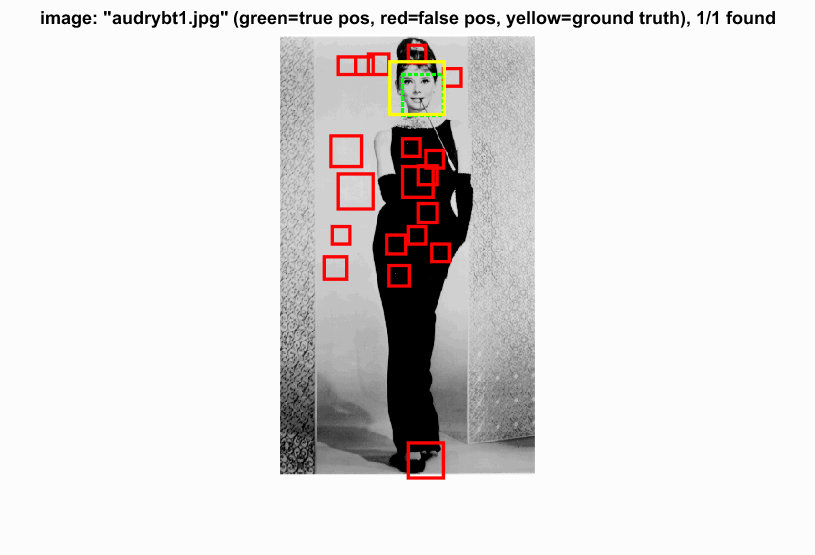 image: "audrybt1.jpg" (green=true pos, red=false pos, yellow=ground truth), 1/1 found